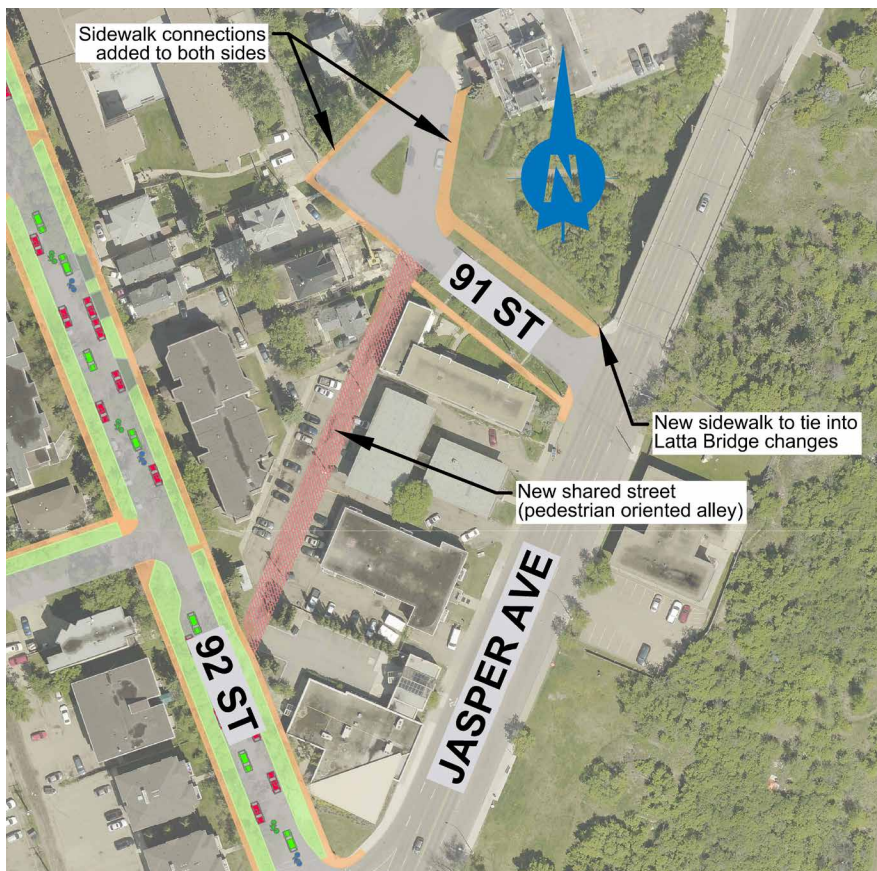 Sidewalk connections
added to both sides
N
91 ST
New sidewalk to tie into
Latta Bridge changes
New shared street
(pedestrian oriented alley)
92 ST
JASPER AVE